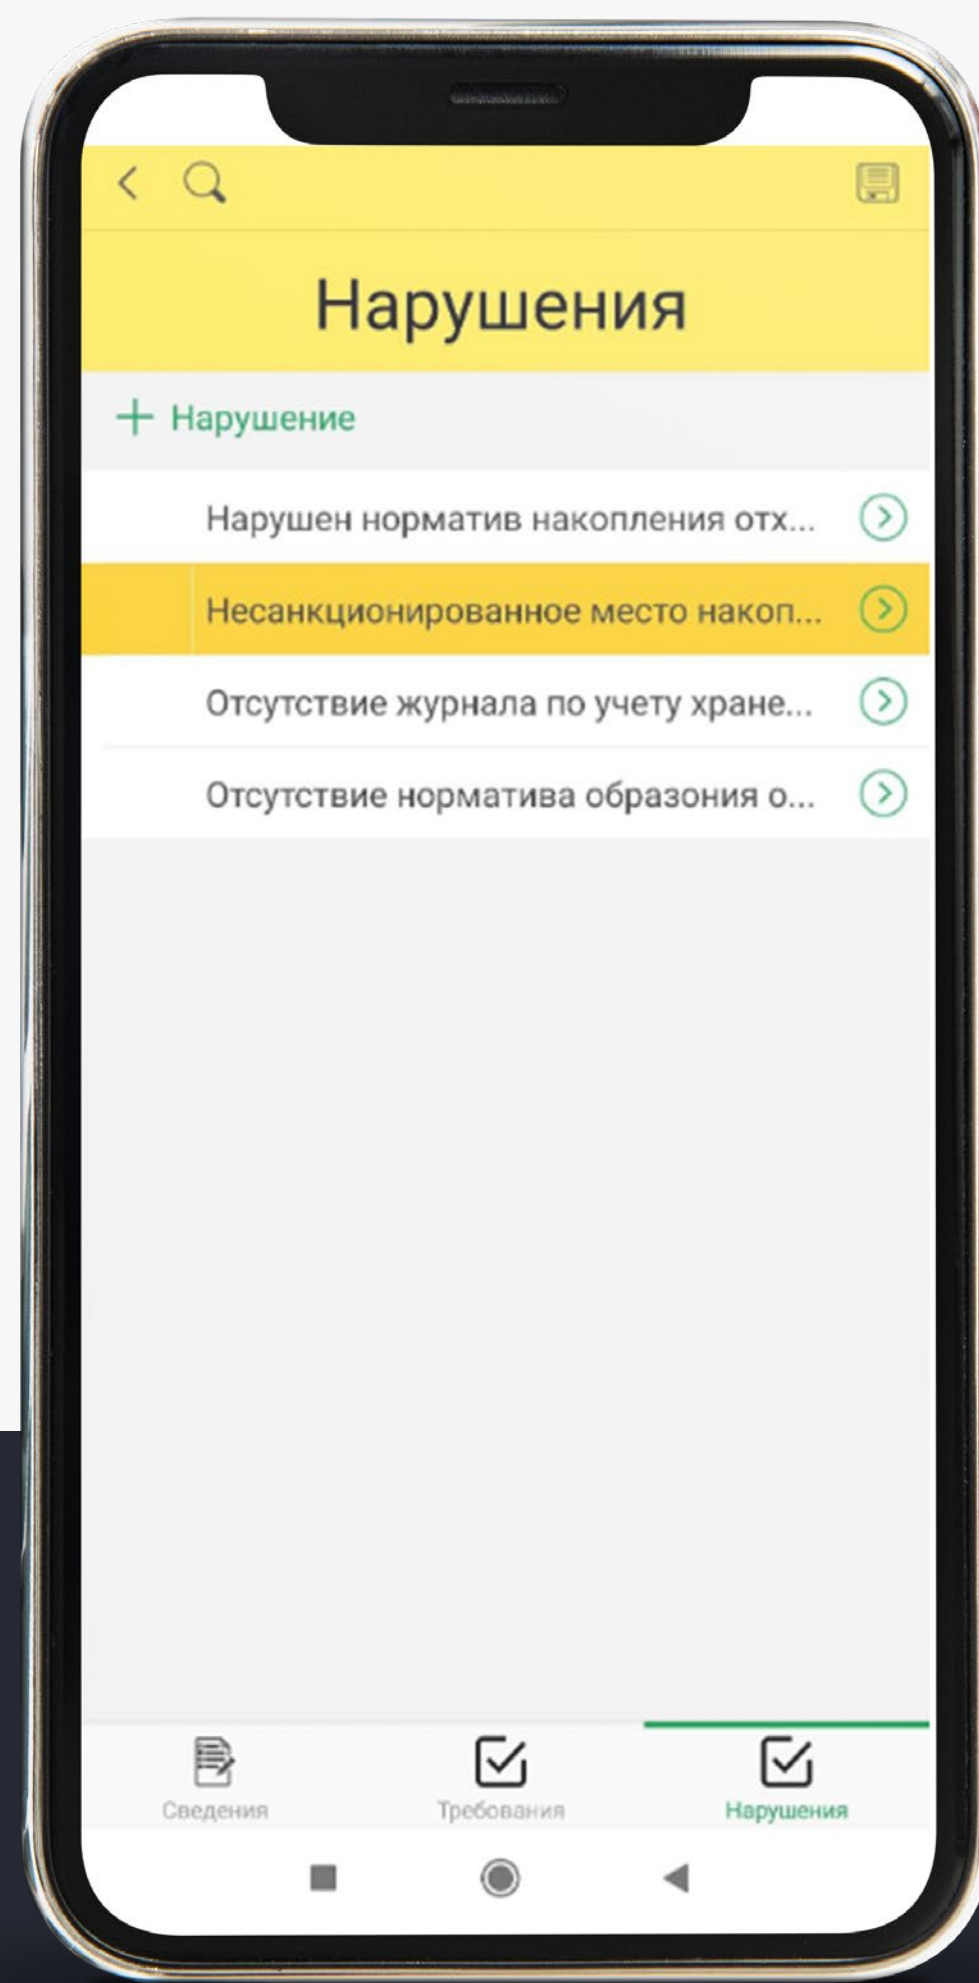 Нарушения
+ Нарушение
Нарушен норматив накопления отх...
Несанкционированное место накоп...
Отсутствие журнала по учету хране...
Отсутствие норматива образония о...
Сведения
Требования
Нарушения